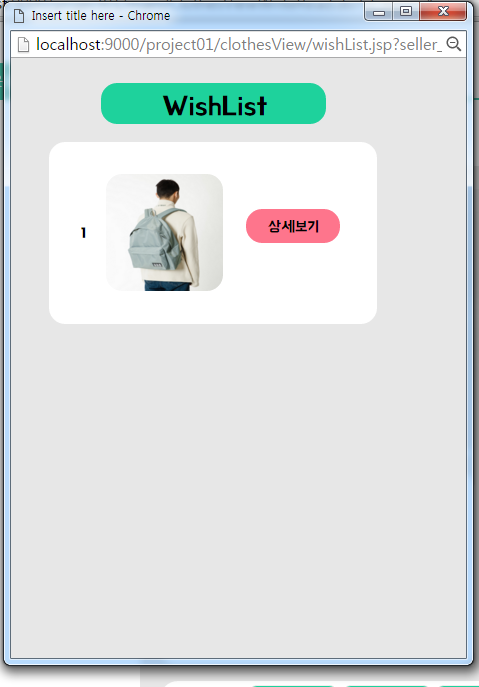 Insert title here - Chrome
localhost:9000/project01/clothesView/wishList.jsp?seller_
WishList
1
상세보기